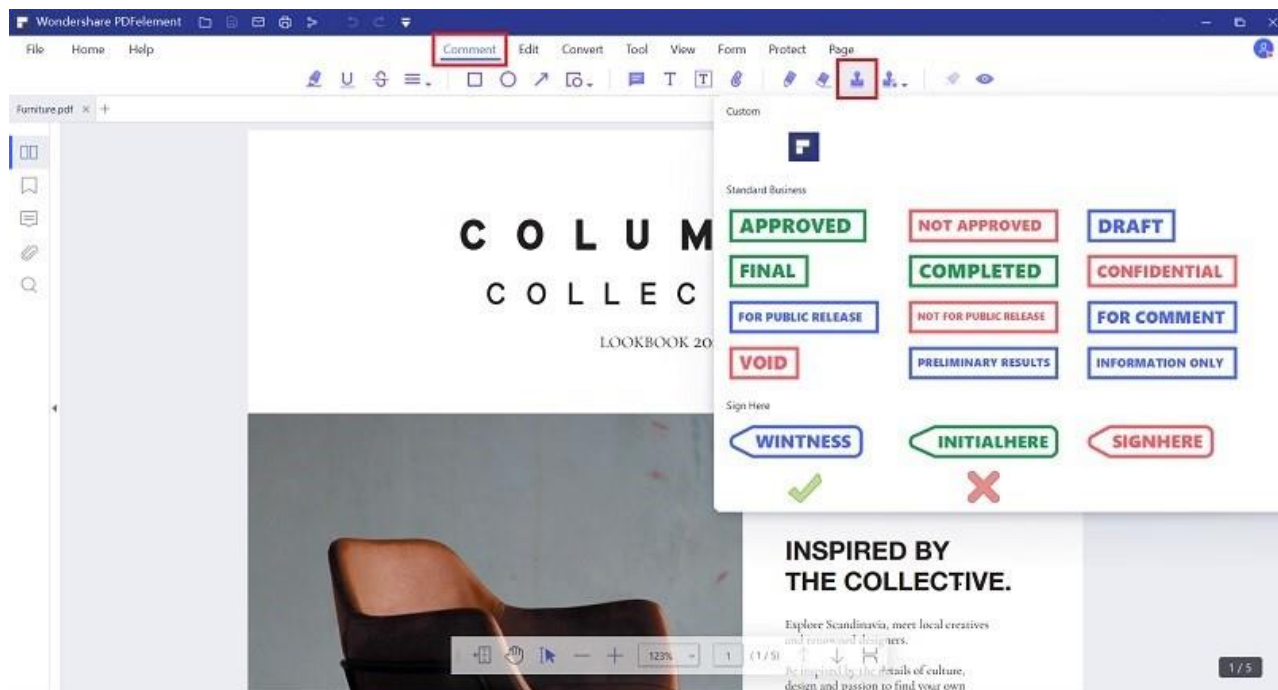 Wondershare PDFelement
File Home Help Comment Edit Convert Tool View Form Protect Page
Furniture.pdf
Custom
Standard Business
APPROVED NOT APPROVED DRAFT
FINAL COMPLETED CONFIDENTIAL
FOR PUBLIC RELEASE NOT FOR PUBLIC RELEASE FOR COMMENT
VOID PRELIMINARY RESULTS INFORMATION ONLY
Sign Here
WINTNESS INITIALHERE SIGNHERE
COLUM
COLLEC
LOOKBOOK 20
INSPIRED BY
THE COLLECTIVE.
Explore Scandinavia, meet local creatives
and renowned designers.
Be inspired by the details of culture,
design and passion to find your own
123% 1 (1/5)
1 / 5